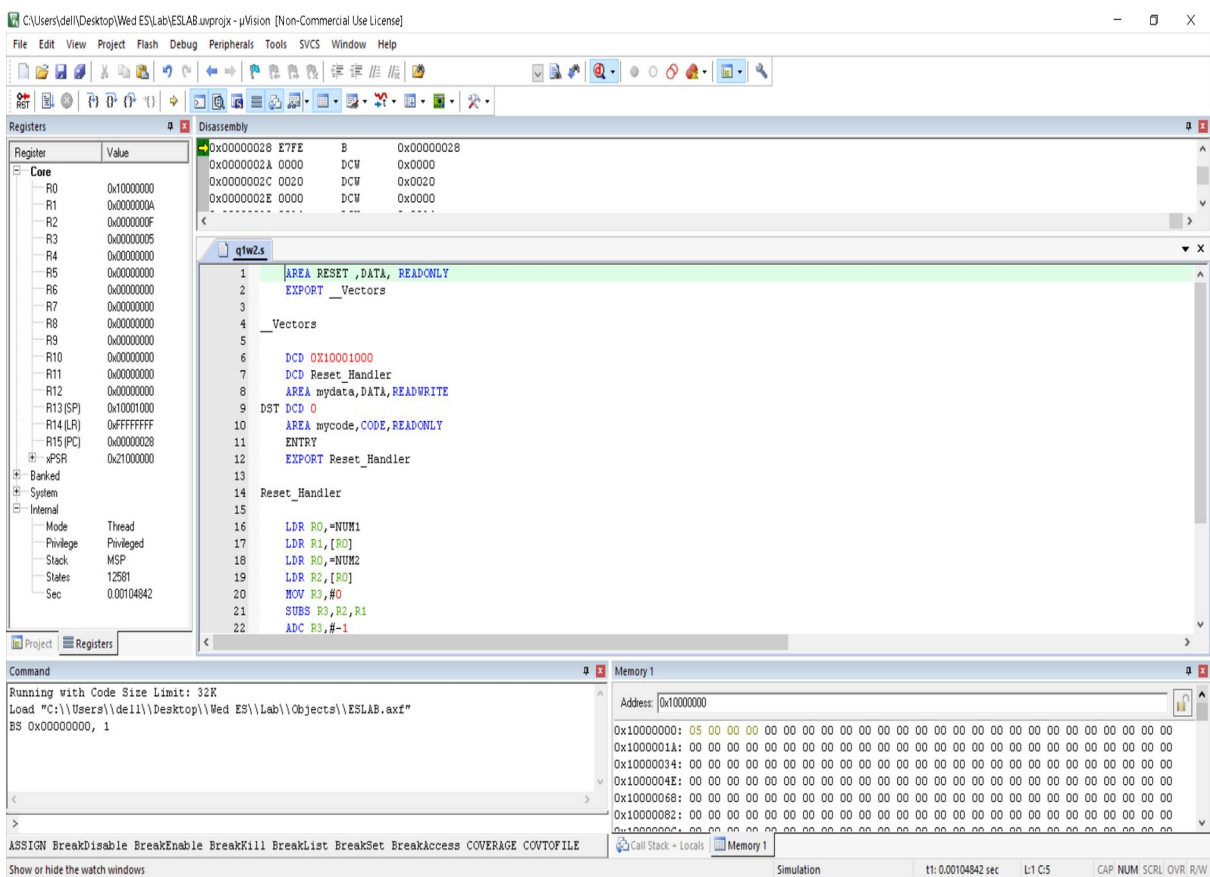 C:\Users\dell\Desktop\Wed ES\Lab\ESLAB.uvprojx - µVision [Non-Commercial Use License]
File Edit View Project Flash Debug Peripherals Tools SVCS Window Help
RST
Registers
Register Value
Core
R0 0x10000000
R1 0x0000000A
R2 0x0000000F
R3 0x00000005
R4 0x00000000
R5 0x00000000
R6 0x00000000
R7 0x00000000
R8 0x00000000
R9 0x00000000
R10 0x00000000
R11 0x00000000
R12 0x00000000
R13 (SP) 0x10001000
R14 (LR) 0xFFFFFFFF
R15 (PC) 0x00000028
xPSR 0x21000000
Banked
System
Internal
Mode Thread
Privilege Privileged
Stack MSP
States 12581
Sec 0.00104842
Project Registers
Disassembly
0x00000028 E7FE B 0x00000028
0x0000002A 0000 DCW 0x0000
0x0000002C 0020 DCW 0x0020
0x0000002E 0000 DCW 0x0000
q1w2.s
1 AREA RESET ,DATA, READONLY
2 EXPORT __Vectors
3
4 __Vectors
5
6 DCD 0X10001000
7 DCD Reset_Handler
8 AREA mydata,DATA,READWRITE
9 DST DCD 0
10 AREA mycode,CODE,READONLY
11 ENTRY
12 EXPORT Reset_Handler
13
14 Reset_Handler
15
16 LDR R0,=NUM1
17 LDR R1,[R0]
18 LDR R0,=NUM2
19 LDR R2,[R0]
20 MOV R3,#0
21 SUBS R3,R2,R1
22 ADC R3,#-1
Command
Running with Code Size Limit: 32K
Load "C:\\Users\\dell\\Desktop\\Wed ES\\Lab\\Objects\\ESLAB.axf"
BS 0x00000000, 1
>
ASSIGN BreakDisable BreakEnable BreakKill BreakList BreakSet BreakAccess COVERAGE COVTOFILE
Memory 1
Address: 0x10000000
0x10000000: 05 00 00 00 00 00 00 00 00 00 00 00 00 00 00 00 00 00 00 00 00 00 00 00 00 00
0x1000001A: 00 00 00 00 00 00 00 00 00 00 00 00 00 00 00 00 00 00 00 00 00 00 00 00 00 00
0x10000034: 00 00 00 00 00 00 00 00 00 00 00 00 00 00 00 00 00 00 00 00 00 00 00 00 00 00
0x1000004E: 00 00 00 00 00 00 00 00 00 00 00 00 00 00 00 00 00 00 00 00 00 00 00 00 00 00
0x10000068: 00 00 00 00 00 00 00 00 00 00 00 00 00 00 00 00 00 00 00 00 00 00 00 00 00 00
0x10000082: 00 00 00 00 00 00 00 00 00 00 00 00 00 00 00 00 00 00 00 00 00 00 00 00 00 00
Call Stack + Locals Memory 1
Show or hide the watch windows Simulation t1: 0.00104842 sec L:1 C:5 CAP NUM SCRL OVR R/W